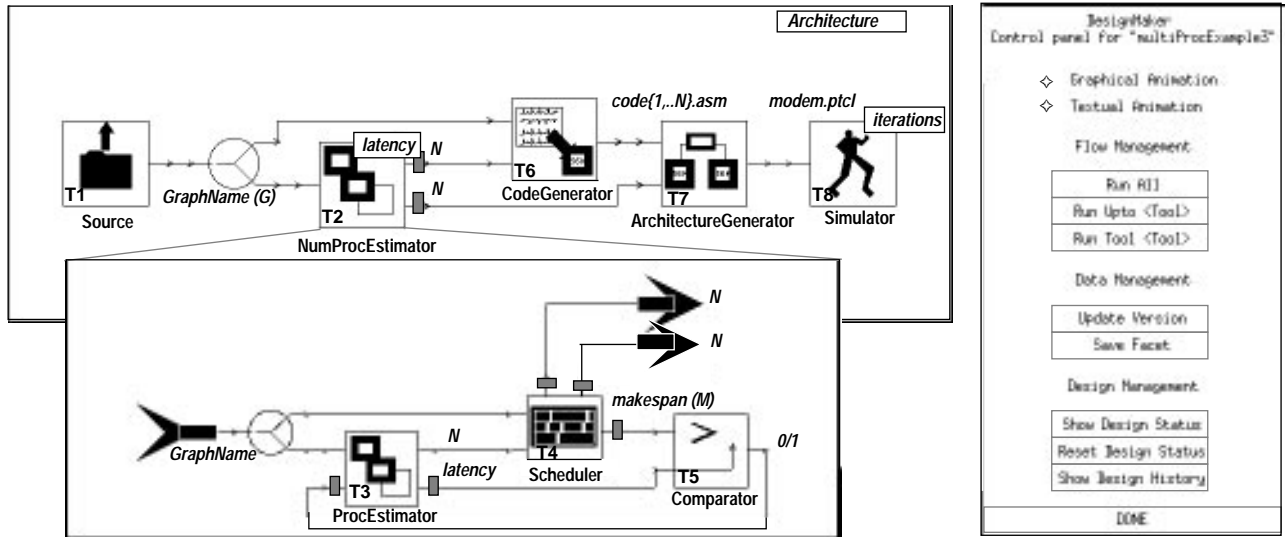 Architecture
code{1,..N}.asm
modem.ptcl
iterations
latency
N
N
T1
GraphName (G)
T2
T6
T7
T8
Source
NumProcEstimator
CodeGenerator
ArchitectureGenerator
Simulator
N
N
makespan (M)
GraphName
N
latency
0/1
T3
T4
T5
ProcEstimator
Scheduler
Comparator
DesignMaker
Control panel for "multiProcExample3"
Graphical Animation
Textual Animation
Flow Management
Run All
Run Upto <Tool>
Run Tool <Tool>
Data Management
Update Version
Save Facet
Design Management
Show Design Status
Reset Design Status
Show Design History
DONE